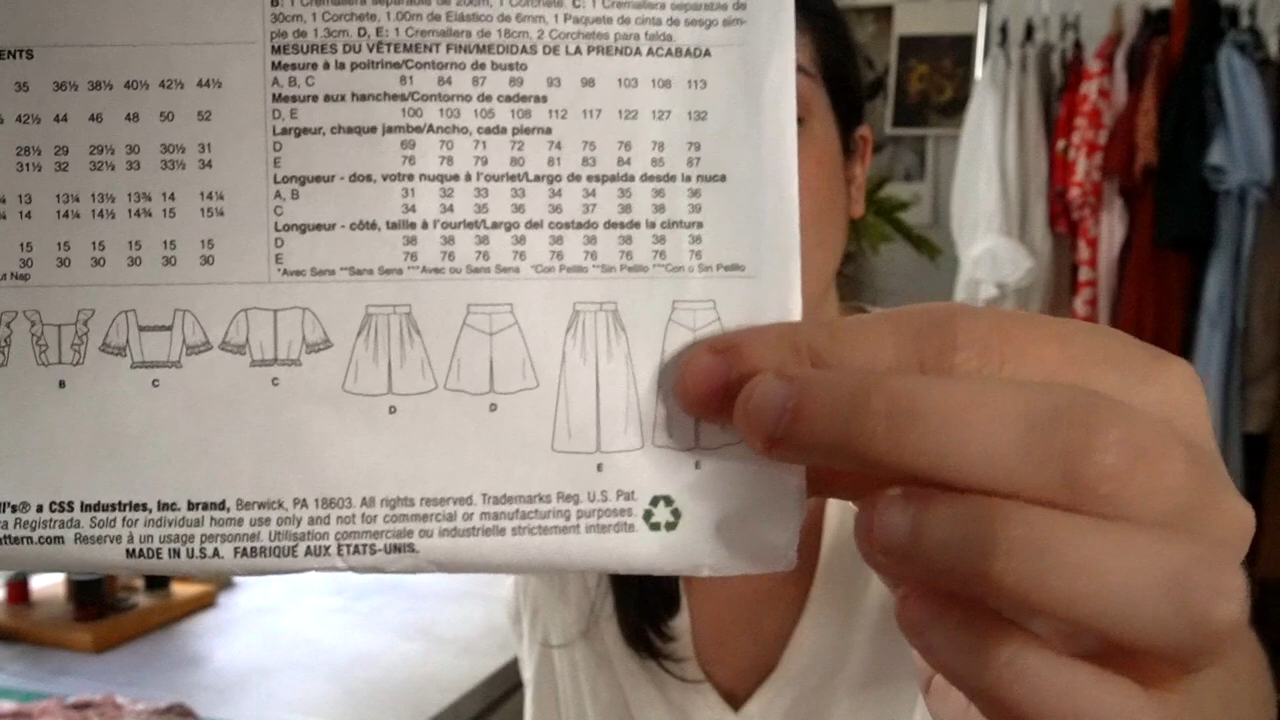 B: 1 Cremallera separable de 20cm, 1 Corchete. C: 1 Cremallera separable de
30cm, 1 Corchete, 1.00m de Elástico de 6mm, 1 Paquete de cinta de sesgo sim-
ple de 1.3cm. D, E: 1 Cremallera de 18cm, 2 Corchetes para falda.
MESURES DU VÊTEMENT FINI/MEDIDAS DE LA PRENDA ACABADA
Mesure à la poitrine/Contorno de busto
A, B, C 81 84 87 89 93 98 103 108 113
Mesure aux hanches/Contorno de caderas
D, E 100 103 105 108 112 117 122 127 132
Largeur, chaque jambe/Ancho, cada pierna
D 69 70 71 72 74 75 76 78 79
E 76 78 79 80 81 83 84 85 87
Longueur - dos, votre nuque à l'ourlet/Largo de espalda desde la nuca
A, B 31 32 33 33 34 34 35 36 36
C 34 34 35 36 36 37 38 38 39
Longueur - côté, taille à l'ourlet/Largo del costado desde la cintura
D 38 38 38 38 38 38 38 38 38
E 76 76 76 76 76 76 76 76 76
*Avec Sens **Sans Sens ***Avec ou Sans Sens *Con Pelillo **Sin Pelillo ***Con o Sin Pelillo
ENTS
35 36½ 38½ 40½ 42½ 44½
42½ 44 46 48 50 52
28½ 29 29½ 30 30½ 31
31½ 32 32½ 33 33½ 34
13 13¼ 13½ 13¾ 14 14¼
14 14¼ 14½ 14¾ 15 15¼
15 15 15 15 15 15
30 30 30 30 30 30
ut Nap
B C C D D E E
ll's® a CSS Industries, Inc. brand, Berwick, PA 18603. All rights reserved. Trademarks Reg. U.S. Pat.
ca Registrada. Sold for individual home use only and not for commercial or manufacturing purposes.
attern.com Reserve à un usage personnel. Utilisation commerciale ou industrielle strictement interdite.
MADE IN U.S.A. FABRIQUÉ AUX ÉTATS-UNIS.